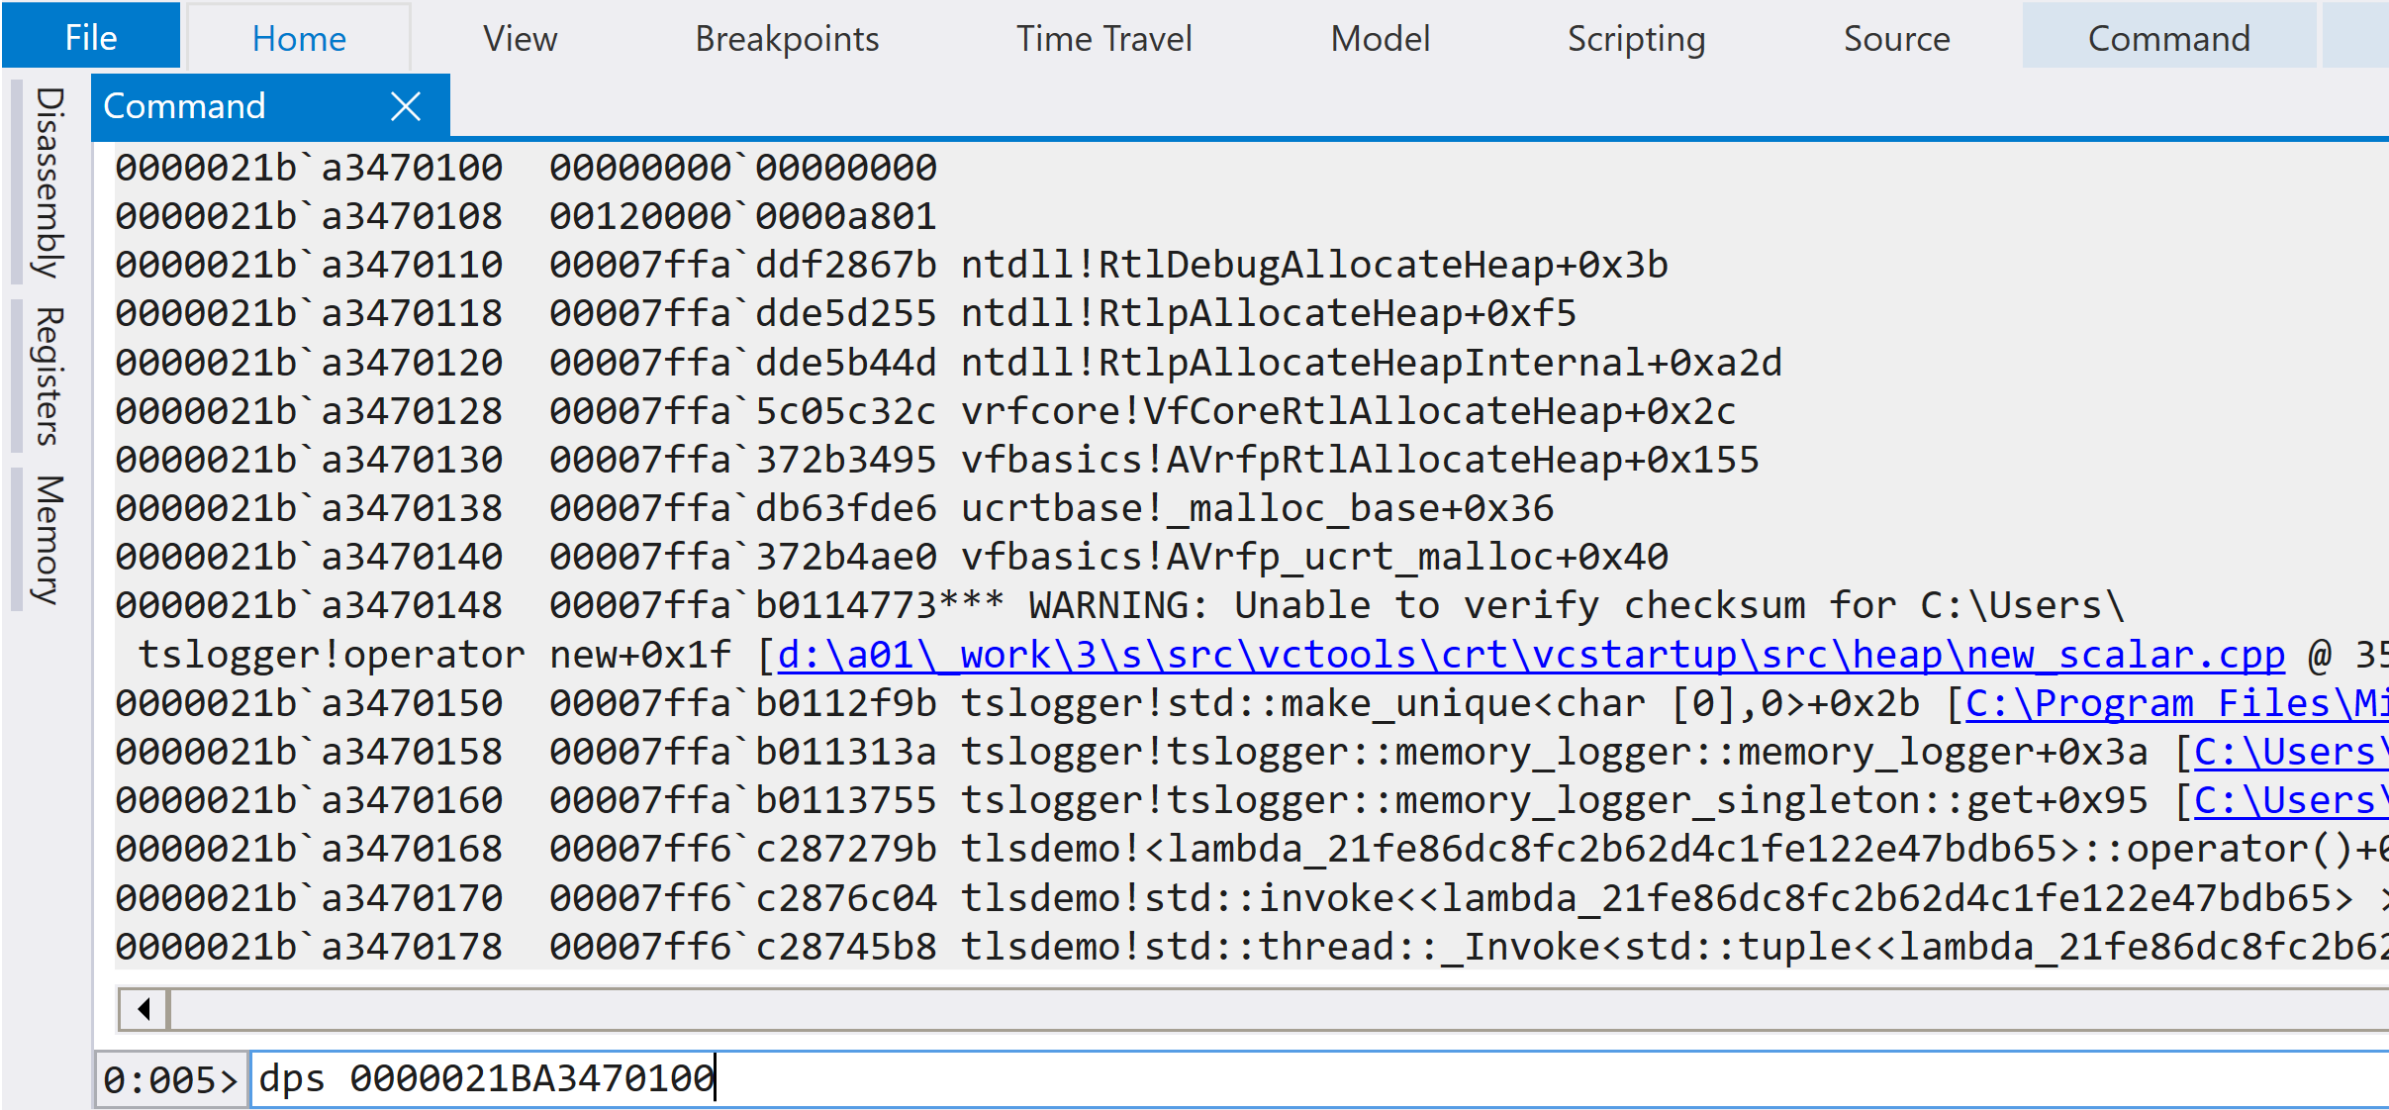 File Home View Breakpoints Time Travel Model Scripting Source Command
Command
Disassembly
Registers
Memory
0000021b`a3470100  00000000`00000000
0000021b`a3470108  00120000`0000a801
0000021b`a3470110  00007ffa`ddf2867b ntdll!RtlDebugAllocateHeap+0x3b
0000021b`a3470118  00007ffa`dde5d255 ntdll!RtlpAllocateHeap+0xf5
0000021b`a3470120  00007ffa`dde5b44d ntdll!RtlpAllocateHeapInternal+0xa2d
0000021b`a3470128  00007ffa`5c05c32c vrfcore!VfCoreRtlAllocateHeap+0x2c
0000021b`a3470130  00007ffa`372b3495 vfbasics!AVrfpRtlAllocateHeap+0x155
0000021b`a3470138  00007ffa`db63fde6 ucrtbase!_malloc_base+0x36
0000021b`a3470140  00007ffa`372b4ae0 vfbasics!AVrfp_ucrt_malloc+0x40
0000021b`a3470148  00007ffa`b0114773*** WARNING: Unable to verify checksum for C:\Users\
tslogger!operator new+0x1f [d:\a01\_work\3\s\src\vctools\crt\vcstartup\src\heap\new_scalar.cpp @ 35
0000021b`a3470150  00007ffa`b0112f9b tslogger!std::make_unique<char [0],0>+0x2b [C:\Program Files\Mi
0000021b`a3470158  00007ffa`b011313a tslogger!tslogger::memory_logger::memory_logger+0x3a [C:\Users\
0000021b`a3470160  00007ffa`b0113755 tslogger!tslogger::memory_logger_singleton::get+0x95 [C:\Users\
0000021b`a3470168  00007ff6`c287279b tlsdemo!<lambda_21fe86dc8fc2b62d4c1fe122e47bdb65>::operator()+0
0000021b`a3470170  00007ff6`c2876c04 tlsdemo!std::invoke<<lambda_21fe86dc8fc2b62d4c1fe122e47bdb65> >
0000021b`a3470178  00007ff6`c28745b8 tlsdemo!std::thread::_Invoke<std::tuple<<lambda_21fe86dc8fc2b62
0:005> dps 0000021BA3470100